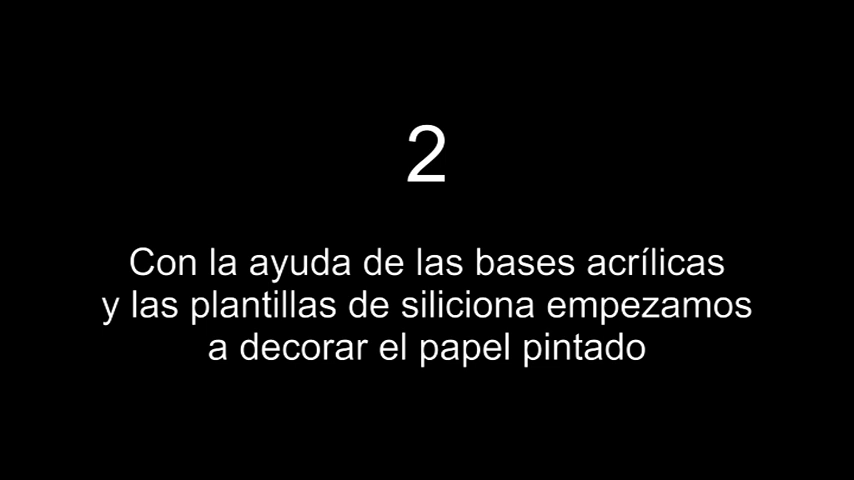 2
Con la ayuda de las bases acrílicas
y las plantillas de siliciona empezamos
a decorar el papel pintado